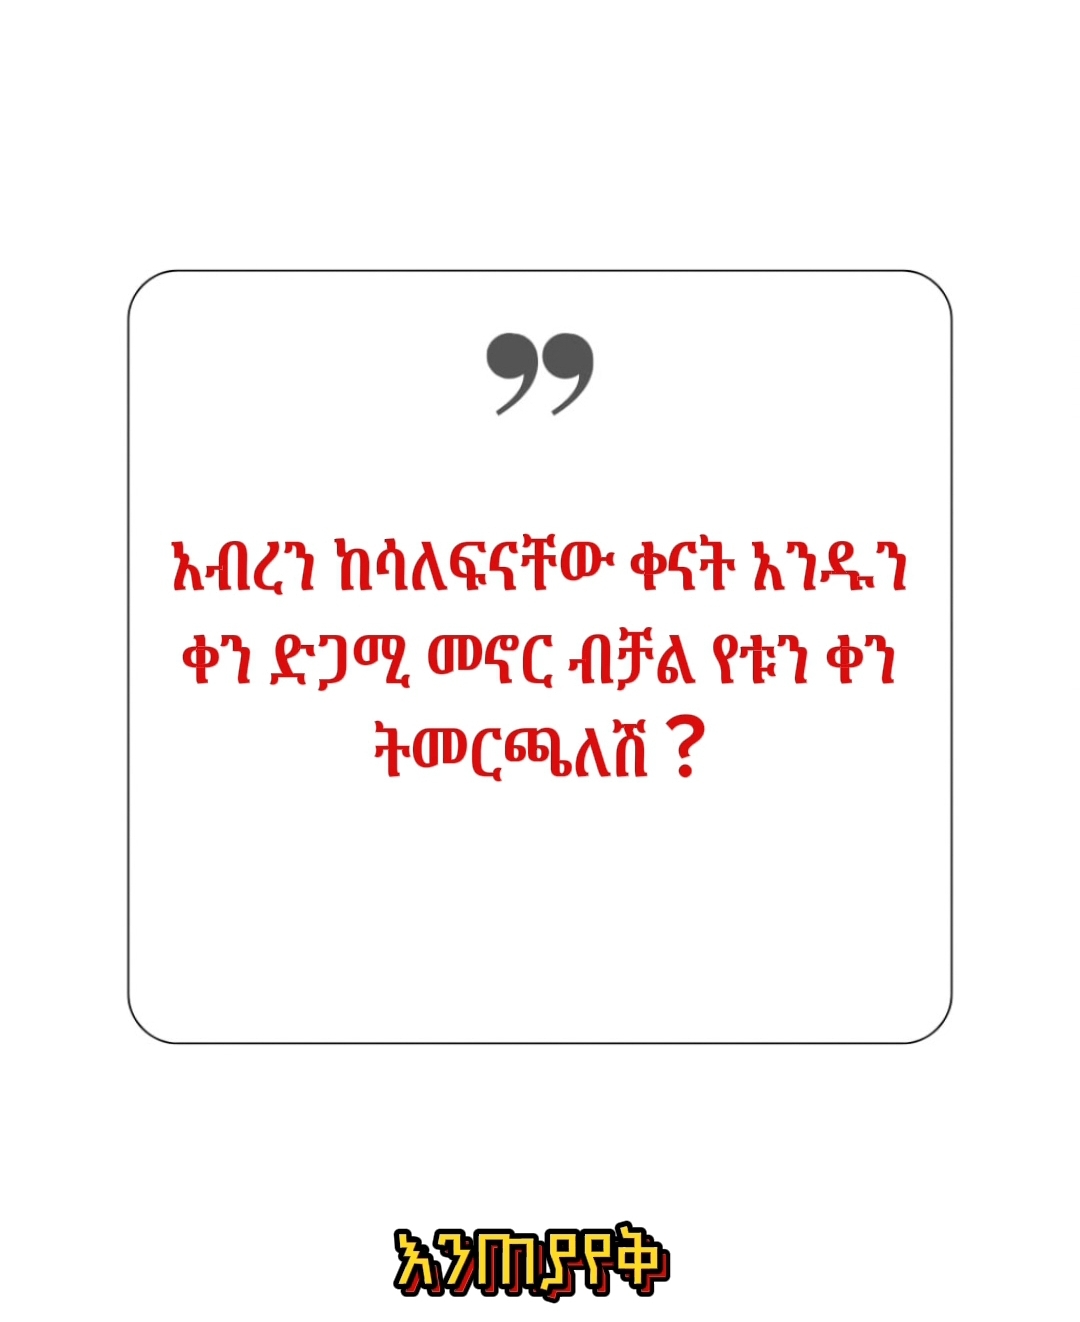 ”
አብረን ከሳለፍናቸው ቀናት አንዱን
ቀን ድጋሚ መኖር ብቻል የቱን ቀን
ትመርጫለሽ ?
እንጠያየቅ